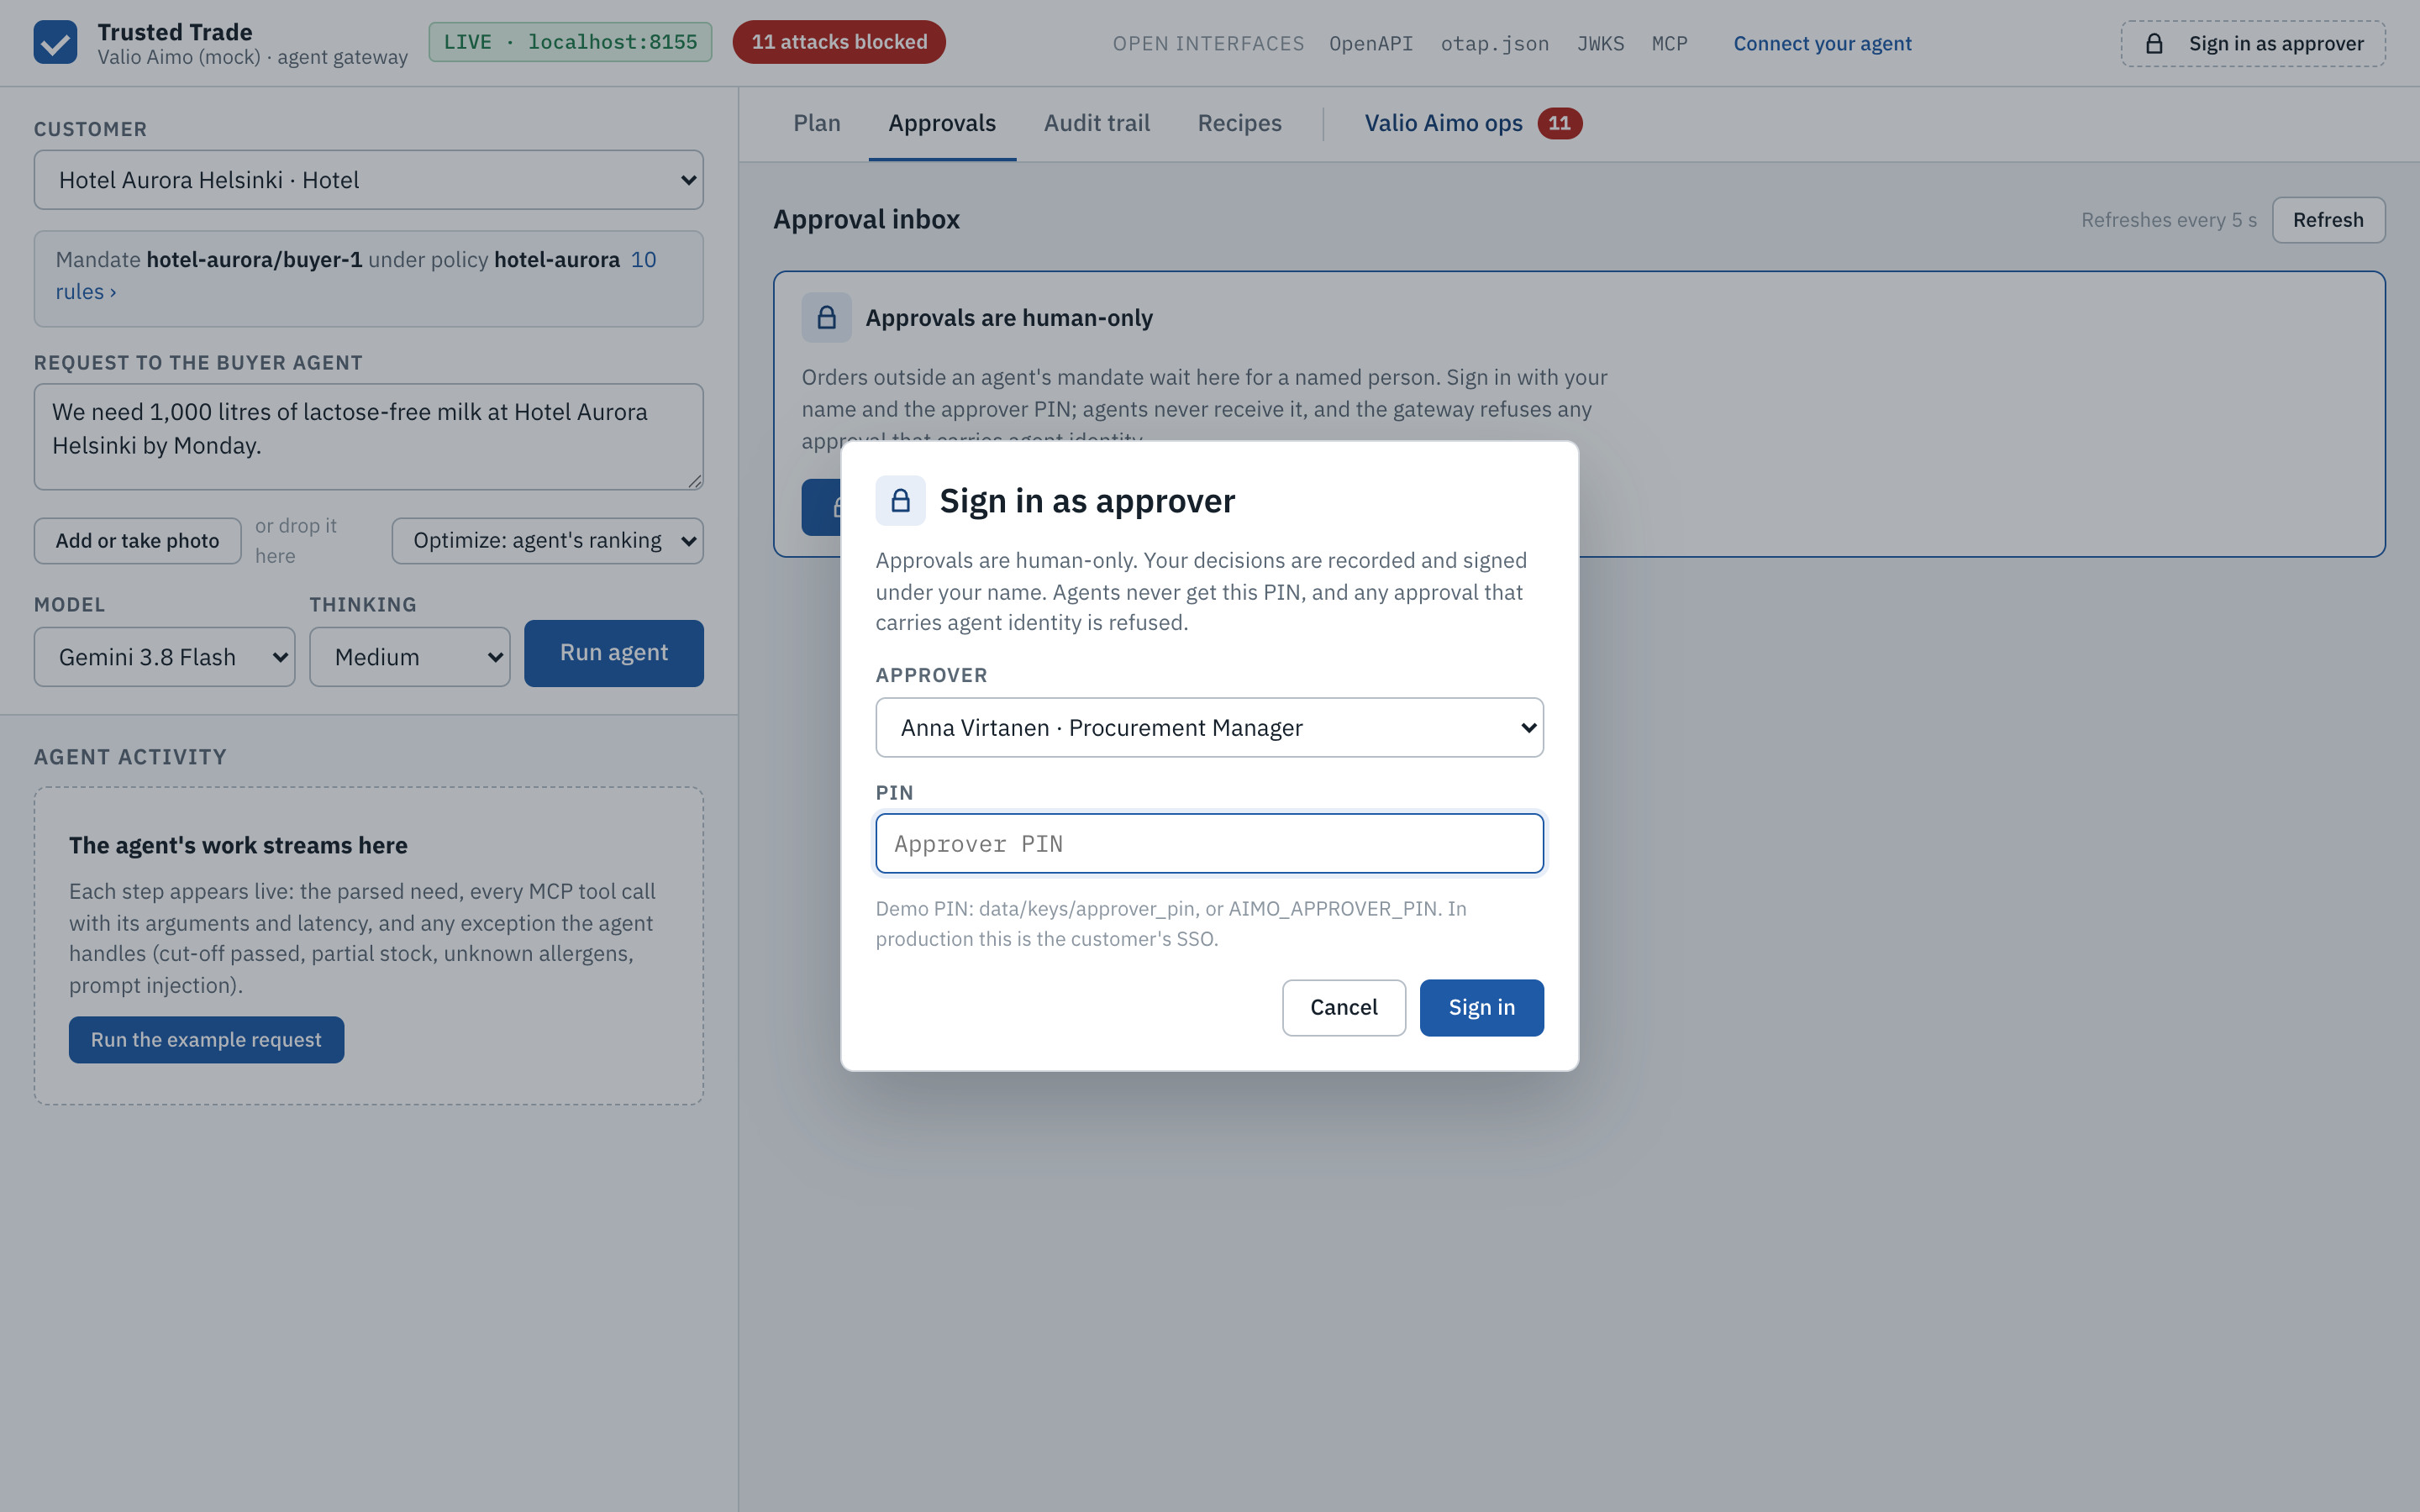 Trusted Trade
Valio Aimo (mock) · agent gateway
LIVE · localhost:8155
11 attacks blocked
OPEN INTERFACES
OpenAPI
otap.json
JWKS
MCP
Connect your agent
Sign in as approver
CUSTOMER
Hotel Aurora Helsinki · Hotel
Mandate hotel-aurora/buyer-1 under policy hotel-aurora 10
rules ›
REQUEST TO THE BUYER AGENT
We need 1,000 litres of lactose-free milk at Hotel Aurora
Helsinki by Monday.
Add or take photo
or drop it
here
Optimize: agent's ranking
MODEL
THINKING
Gemini 3.8 Flash
Medium
Run agent
AGENT ACTIVITY
The agent's work streams here
Each step appears live: the parsed need, every MCP tool call
with its arguments and latency, and any exception the agent
handles (cut-off passed, partial stock, unknown allergens,
prompt injection).
Run the example request
Plan
Approvals
Audit trail
Recipes
Valio Aimo ops
11
Approval inbox
Refreshes every 5 s
Refresh
Approvals are human-only
Orders outside an agent's mandate wait here for a named person. Sign in with your
name and the approver PIN; agents never receive it, and the gateway refuses any
approval that carries agent identity.
Sign in as approver
Approvals are human-only. Your decisions are recorded and signed
under your name. Agents never get this PIN, and any approval that
carries agent identity is refused.
APPROVER
Anna Virtanen · Procurement Manager
PIN
Approver PIN
Demo PIN: data/keys/approver_pin, or AIMO_APPROVER_PIN. In
production this is the customer's SSO.
Cancel
Sign in